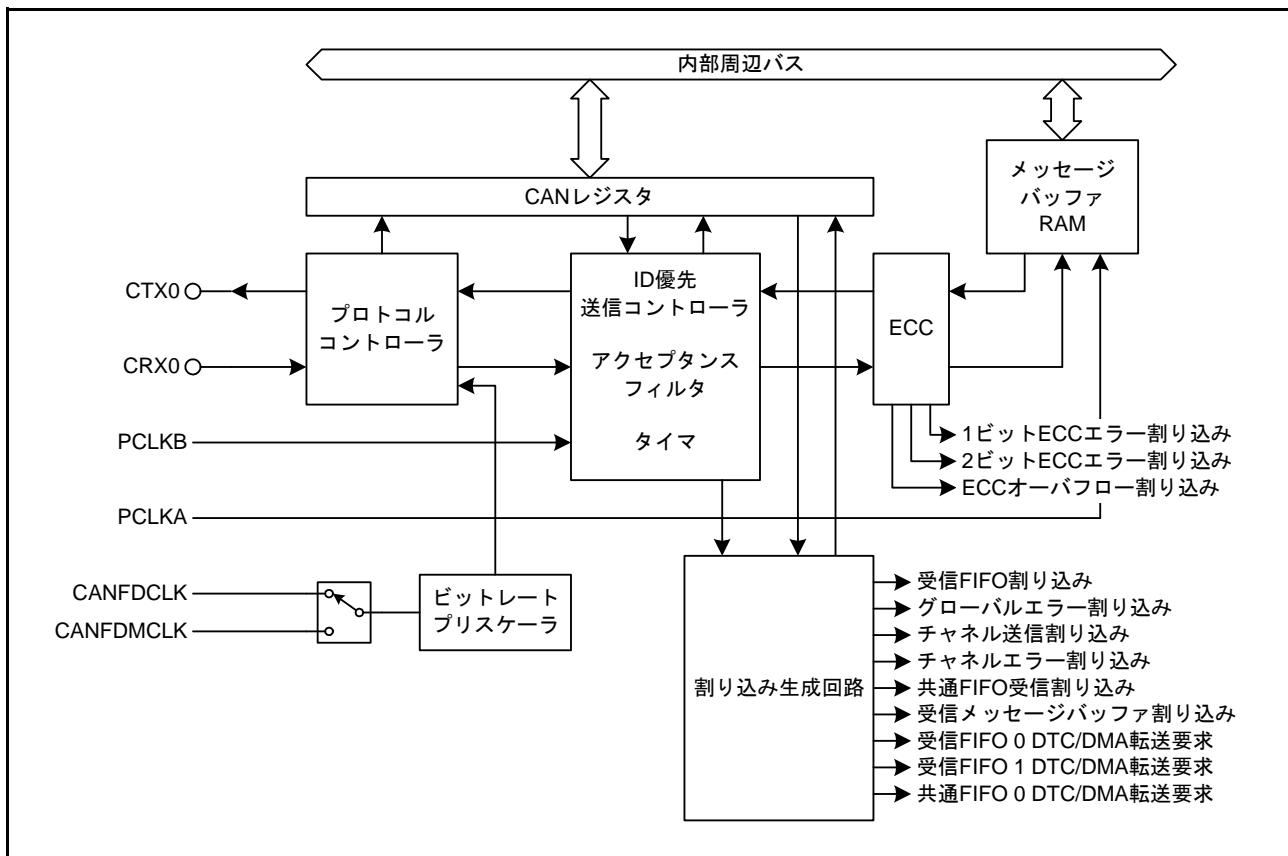 内部周辺バス
メッセージ
バッファ
RAM
CANレジスタ
CTX0
CRX0
プロトコル
コントローラ
ID優先
送信コントローラ
アクセプタンス
フィルタ
タイマ
ECC
PCLKB
PCLKA
1ビットECCエラー割り込み
2ビットECCエラー割り込み
ECCオーバフロー割り込み
CANFDCLK
CANFDMCLK
ビットレート
プリスケーラ
割り込み生成回路
受信FIFO割り込み
グローバルエラー割り込み
チャネル送信割り込み
チャネルエラー割り込み
共通FIFO受信割り込み
受信メッセージバッファ割り込み
受信FIFO 0 DTC/DMA転送要求
受信FIFO 1 DTC/DMA転送要求
共通FIFO 0 DTC/DMA転送要求